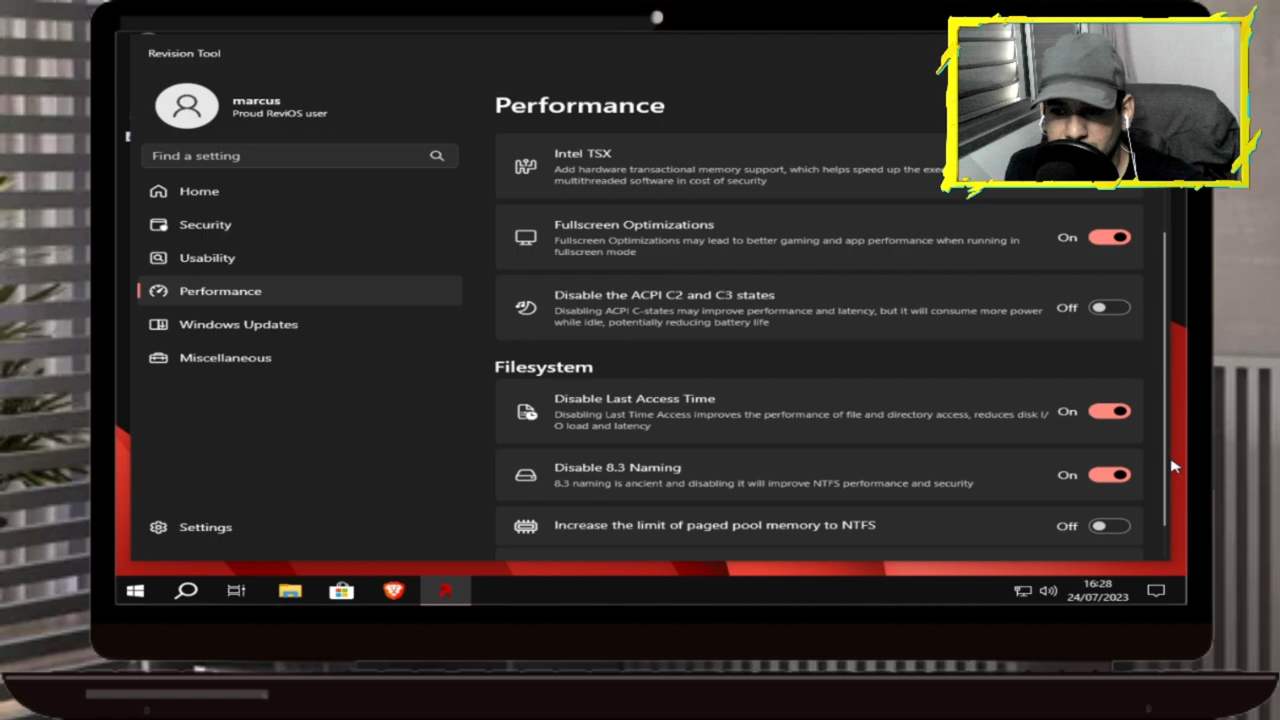 Revision Tool
marcus
Proud ReviOS user
Find a setting
Home
Security
Usability
Performance
Windows Updates
Miscellaneous
Settings
Performance
Intel TSX
Add hardware transactional memory support, which helps speed up the
multithreaded software in cost of security
Fullscreen Optimizations
Fullscreen Optimizations may lead to better gaming and app performance when running in
fullscreen mode
On
Disable the ACPI C2 and C3 states
Disabling ACPI C-states may improve performance and latency, but it will consume more power
while idle, potentially reducing battery life
Off
Filesystem
Disable Last Access Time
Disabling Last Time Access improves the performance of file and directory access, reduces disk I/
O load and latency
On
Disable 8.3 Naming
8.3 naming is ancient and disabling it will improve NTFS performance and security
On
Increase the limit of paged pool memory to NTFS
Off
16:28
24/07/2023